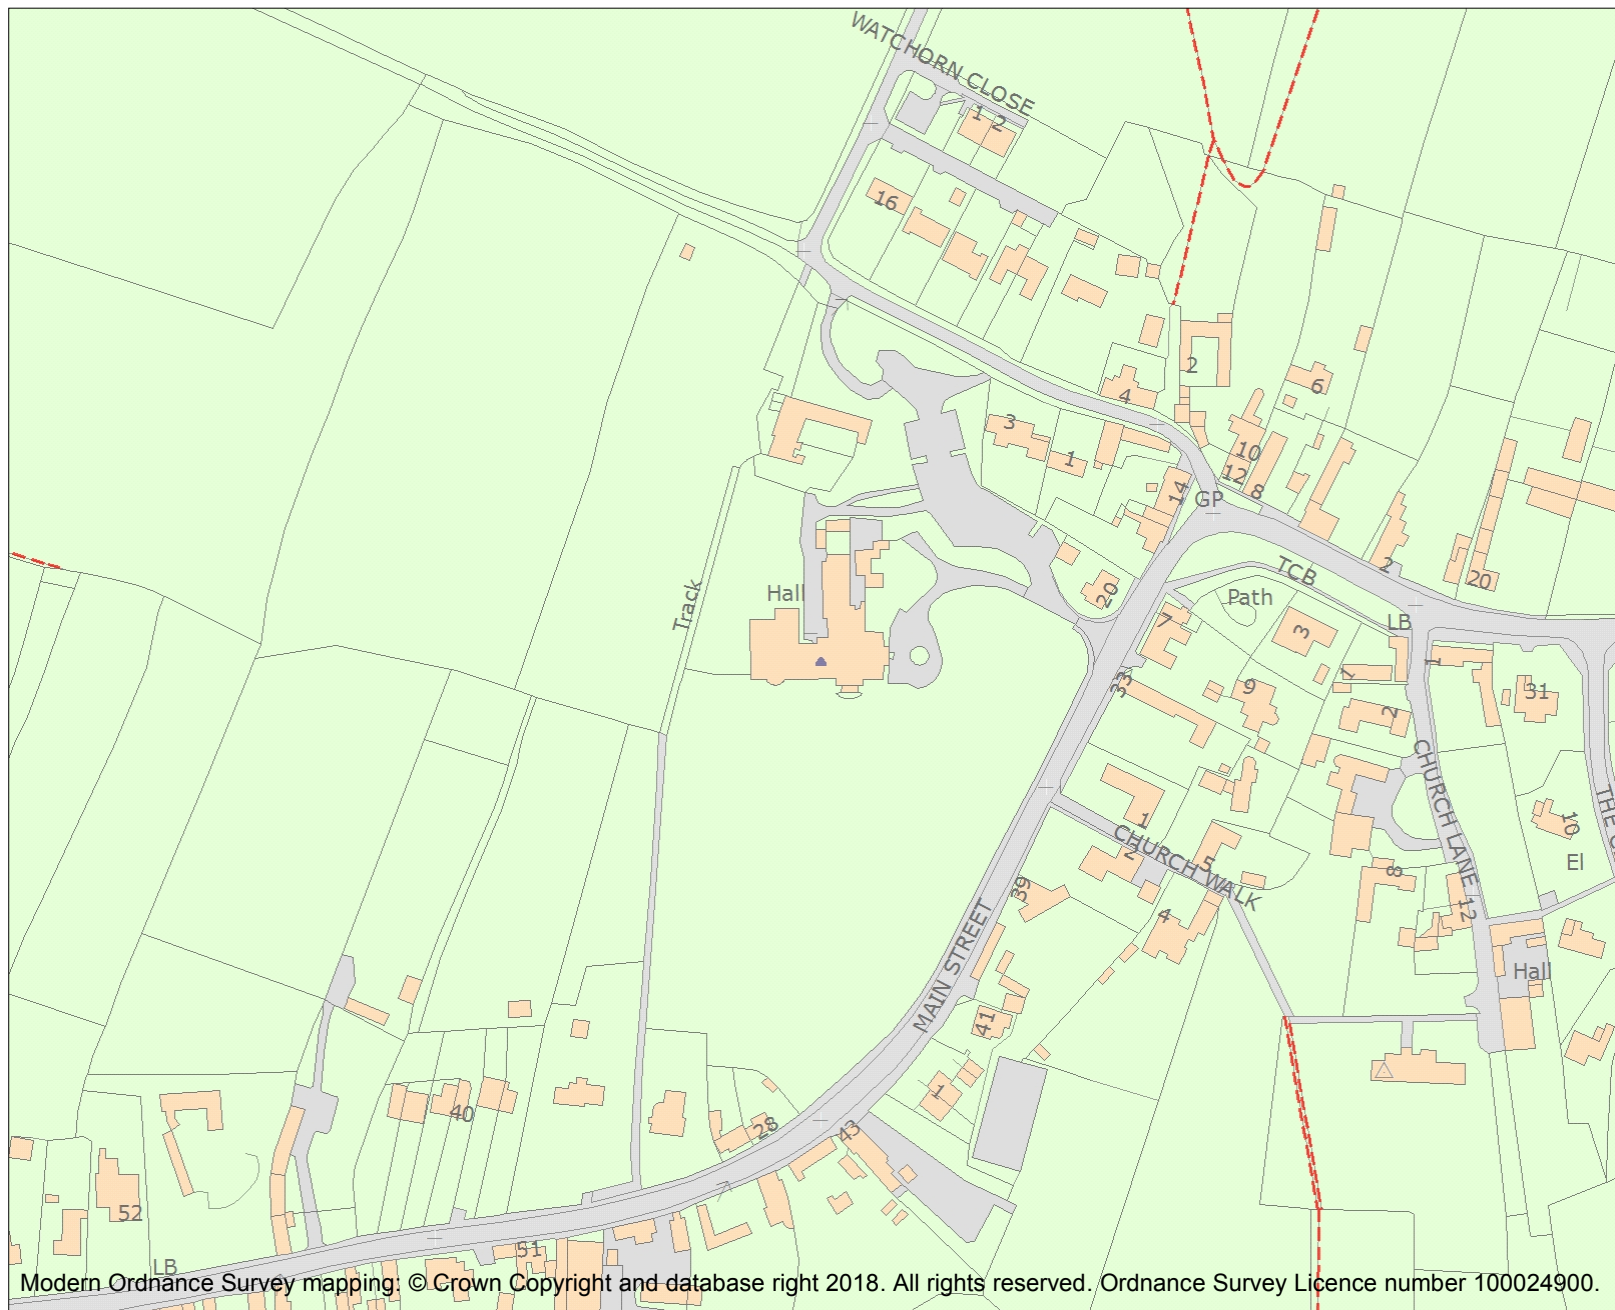 WATCHORN CLOSE
1 2
16
2
4
6
3
1
10
12
8
14
GP
2
20
TCB
Path
LB
Hall
Track
20
7
3
1
1
31
33
9
2
CHURCH LANE
10
El
1
CHURCH WALK
2
5
8
12
39
4
MAIN STREET
Hall
41
1
40
28
43
52
51
LB
Modern Ordnance Survey mapping: © Crown Copyright and database right 2018. All rights reserved. Ordnance Survey Licence number 100024900.